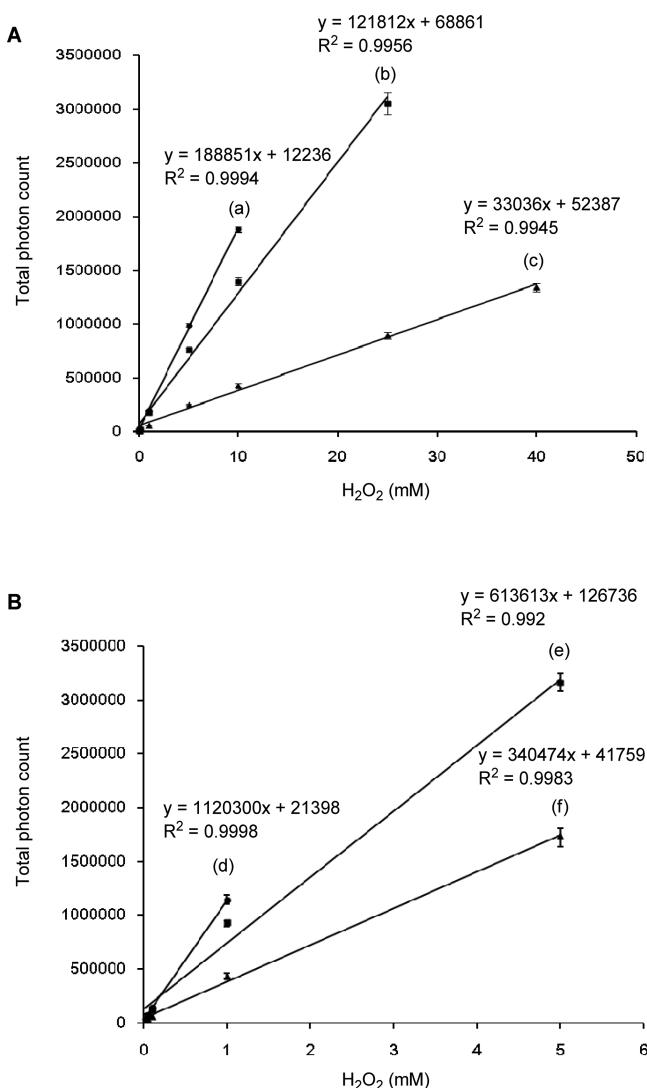 A
y = 121812x + 68861
R² = 0.9956
(b)
3500000
3000000
2500000
2000000
1500000
1000000
500000
0
Total photon count
y = 188851x + 12236
R² = 0.9994
(a)
y = 33036x + 52387
R² = 0.9945
(c)
0 10 20 30 40 50
H₂O₂ (mM)
B
y = 613613x + 126736
R² = 0.992
(e)
3500000
3000000
2500000
2000000
1500000
1000000
500000
0
Total photon count
y = 340474x + 41759
R² = 0.9983
(f)
y = 1120300x + 21398
R² = 0.9998
(d)
0 1 2 3 4 5 6
H₂O₂ (mM)